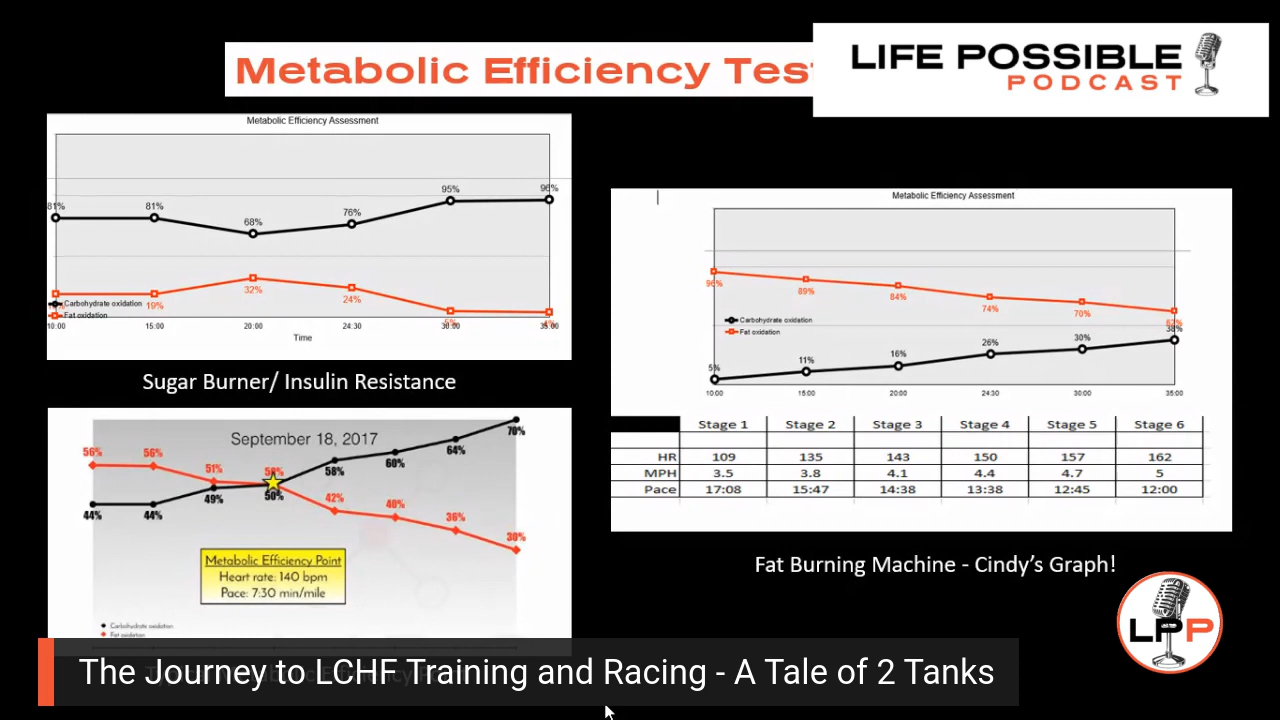 Metabolic Efficiency Test
LIFE POSSIBLE
PODCAST
Metabolic Efficiency Assessment
81% 81% 68% 76% 95% 96%
19% 32% 24% 5% 4%
Carbohydrate oxidation
Fat oxidation
10:00 15:00 20:00 24:30 30:00 35:00
Time
Sugar Burner/ Insulin Resistance
September 18, 2017
56% 56% 51% 50% 42% 40% 36% 30%
44% 44% 49% 50% 58% 60% 64% 70%
Metabolic Efficiency Point
Heart rate: 140 bpm
Pace: 7:30 min/mile
Carbohydrate oxidation
Fat oxidation
Metabolic Efficiency Assessment
89% 84% 74% 70% 62%
Carbohydrate oxidation
Fat oxidation
5% 11% 16% 26% 30% 38%
10:00 15:00 20:00 24:30 30:00 35:00
Stage 1 Stage 2 Stage 3 Stage 4 Stage 5 Stage 6
HR 109 135 143 150 157 162
MPH 3.5 3.8 4.1 4.4 4.7 5
Pace 17:08 15:47 14:38 13:38 12:45 12:00
Fat Burning Machine - Cindy's Graph!
LPP
The Journey to LCHF Training and Racing - A Tale of 2 Tanks